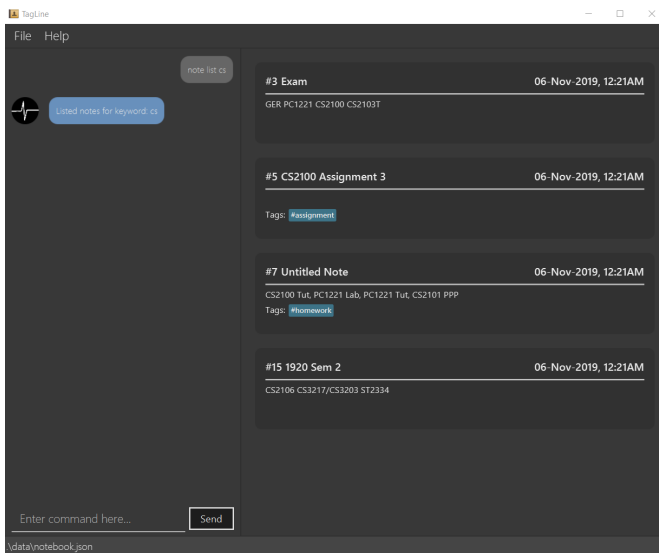 TagLine
File Help
note list cs
Listed notes for keyword: cs
Enter command here...
Send
#3 Exam 06-Nov-2019, 12:21AM
GER PC1221 CS2100 CS2103T
#5 CS2100 Assignment 3 06-Nov-2019, 12:21AM
Tags: #assignment
#7 Untitled Note 06-Nov-2019, 12:21AM
CS2100 Tut, PC1221 Lab, PC1221 Tut, CS2101 PPP
Tags: #homework
#15 1920 Sem 2 06-Nov-2019, 12:21AM
CS2106 CS3217/CS3203 ST2334
.\data\notebook.json